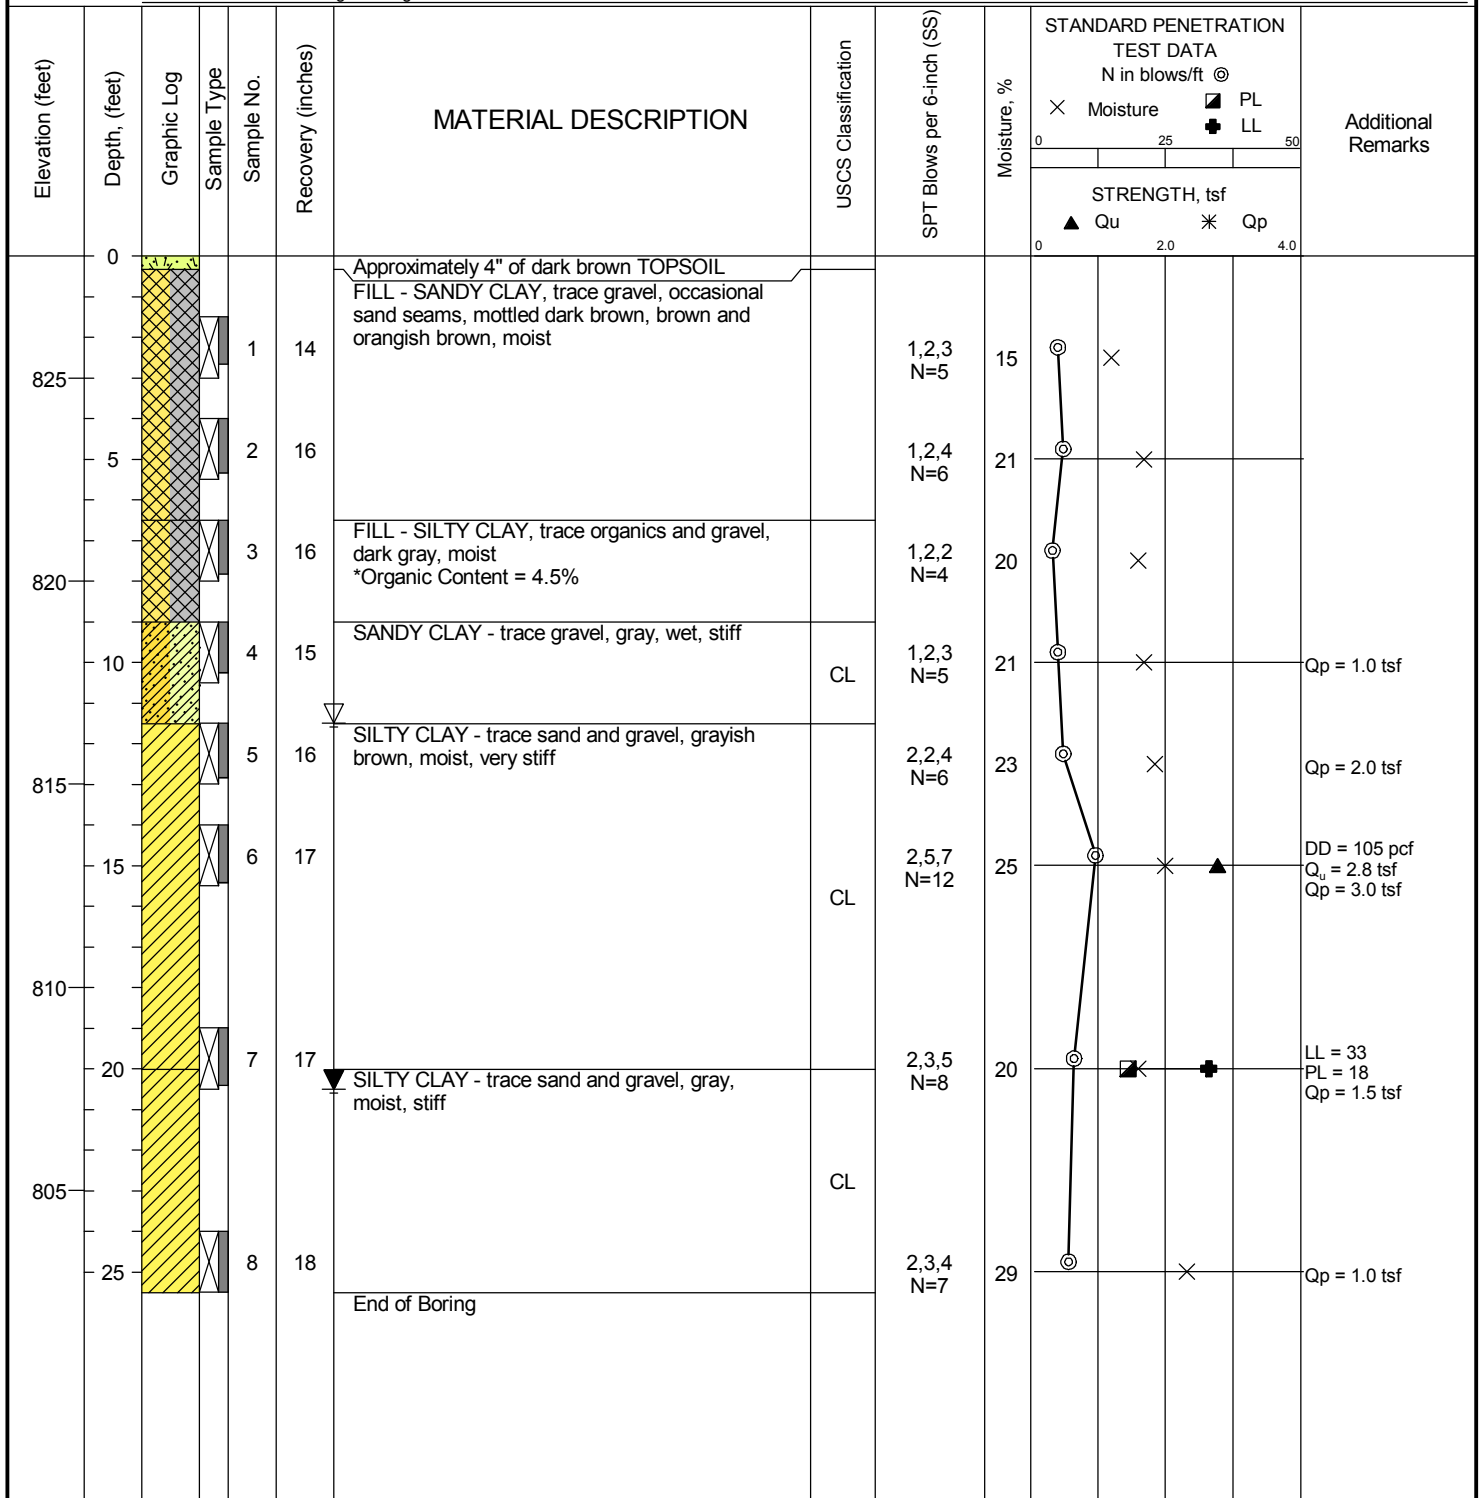 Elevation (feet)
Depth, (feet)
Graphic Log
Sample Type
Sample No.
Recovery (inches)
MATERIAL DESCRIPTION
USCS Classification
SPT Blows per 6-inch (SS)
Moisture, %
STANDARD PENETRATION
TEST DATA
N in blows/ft
Moisture
PL
LL
0 25 50
STRENGTH, tsf
Qu Qp
0 2.0 4.0
Additional
Remarks
0
Approximately 4" of dark brown TOPSOIL
FILL - SANDY CLAY, trace gravel, occasional
sand seams, mottled dark brown, brown and
orangish brown, moist
1 14
1,2,3
N=5
15
825
2 16
1,2,4
N=6
21
5
FILL - SILTY CLAY, trace organics and gravel,
dark gray, moist
*Organic Content = 4.5%
3 16
1,2,2
N=4
20
820
SANDY CLAY - trace gravel, gray, wet, stiff
4 15
CL
1,2,3
N=5
21
Qp = 1.0 tsf
10
SILTY CLAY - trace sand and gravel, grayish
brown, moist, very stiff
5 16
2,2,4
N=6
23
Qp = 2.0 tsf
815
6 17
CL
2,5,7
N=12
25
DD = 105 pcf
Qu = 2.8 tsf
Qp = 3.0 tsf
15
810
7 17
2,3,5
N=8
20
LL = 33
PL = 18
Qp = 1.5 tsf
20
SILTY CLAY - trace sand and gravel, gray,
moist, stiff
CL
805
8 18
2,3,4
N=7
29
Qp = 1.0 tsf
25
End of Boring